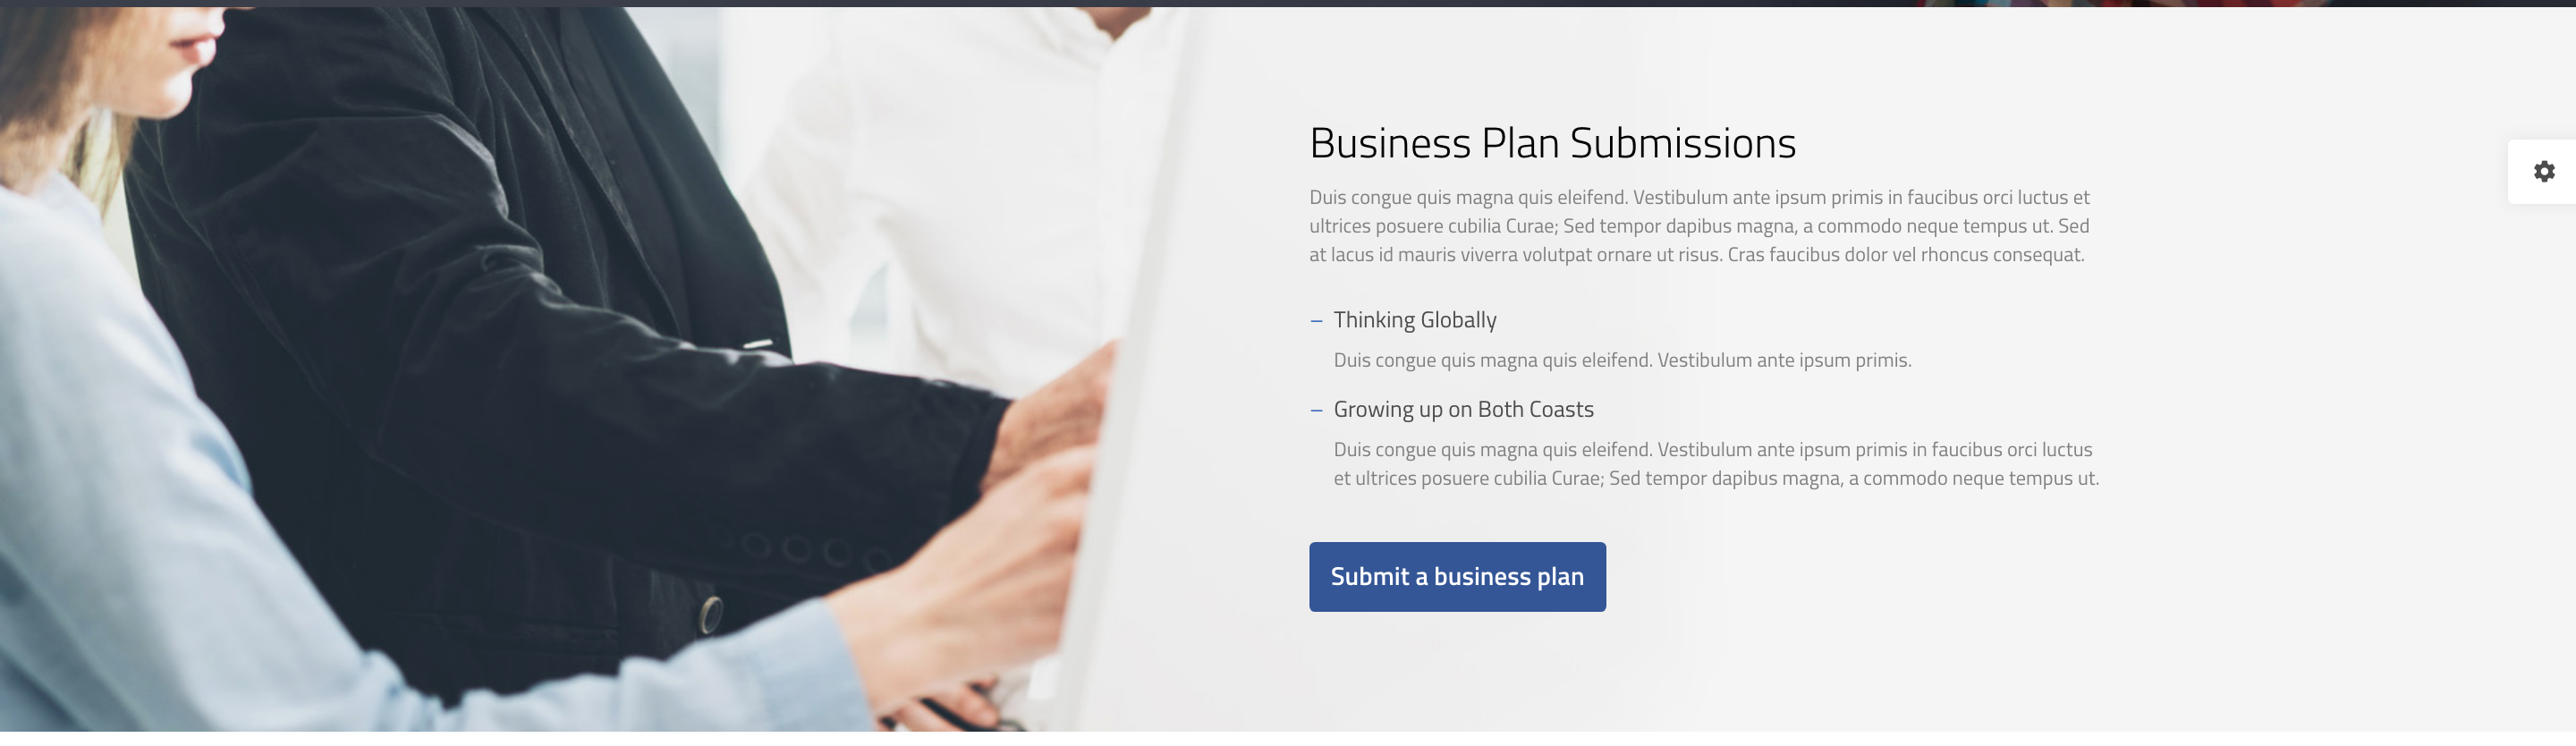 Business Plan Submissions
Duis congue quis magna quis eleifend. Vestibulum ante ipsum primis in faucibus orci luctus et
ultrices posuere cubilia Curae; Sed tempor dapibus magna, a commodo neque tempus ut. Sed
at lacus id mauris viverra volutpat ornare ut risus. Cras faucibus dolor vel rhoncus consequat.
– Thinking Globally
Duis congue quis magna quis eleifend. Vestibulum ante ipsum primis.
– Growing up on Both Coasts
Duis congue quis magna quis eleifend. Vestibulum ante ipsum primis in faucibus orci luctus
et ultrices posuere cubilia Curae; Sed tempor dapibus magna, a commodo neque tempus ut.
Submit a business plan